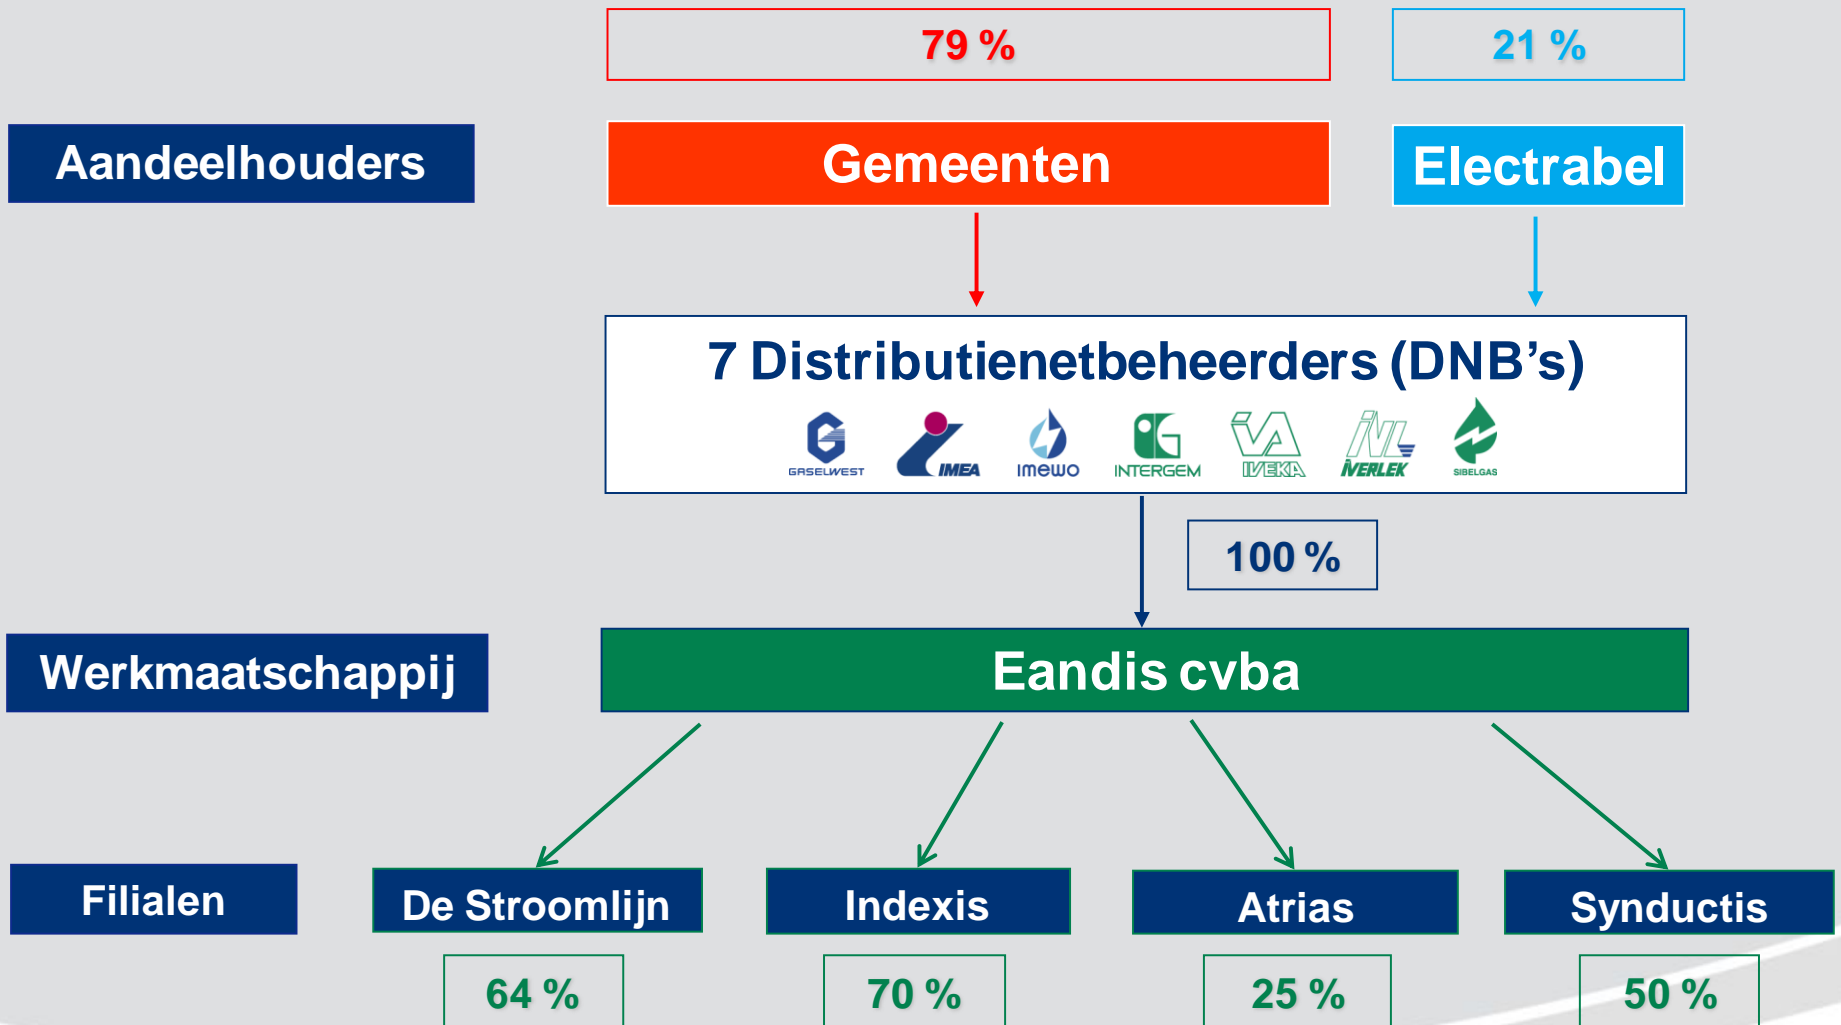 79 %
21 %
Aandeelhouders
Gemeenten
Electrabel
7 Distributienetbeheerders (DNB’s)
GASELWEST
IMEA
imewo
INTERGEM
IVEKA
IVERLEK
SIBELGAS
100 %
Werkmaatschappij
Eandis cvba
Filialen
De Stroomlijn
Indexis
Atrias
Synductis
64 %
70 %
25 %
50 %